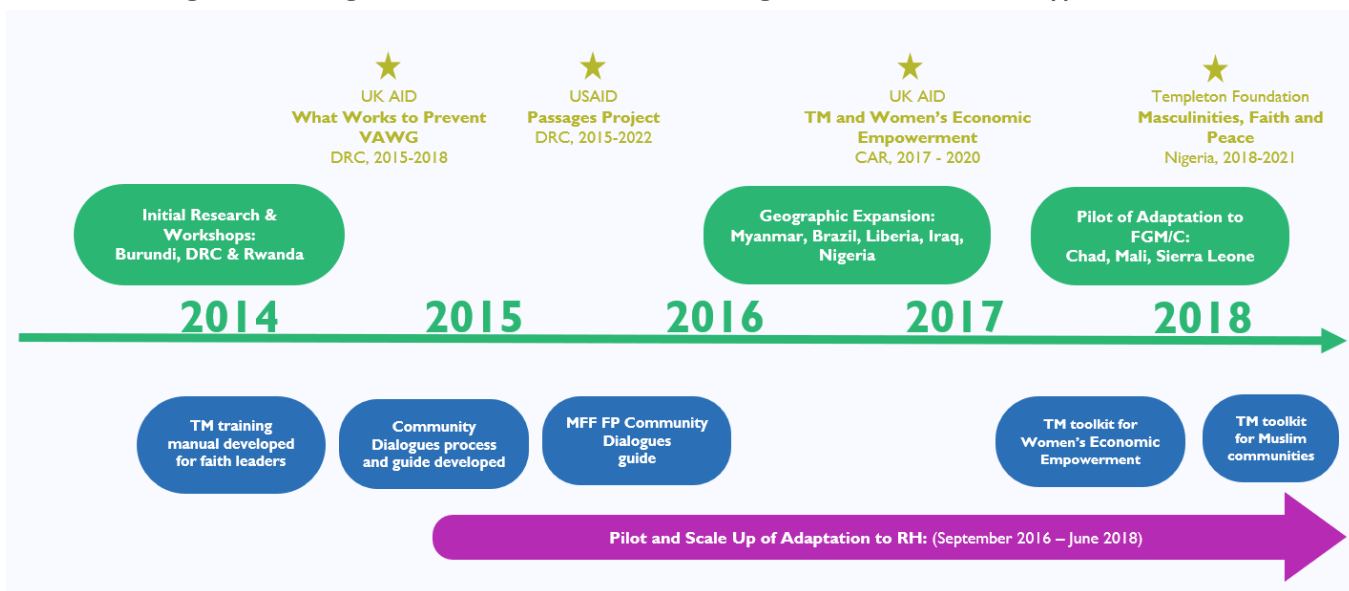 UK AID
What Works to Prevent
VAWG
DRC, 2015-2018
USAID
Passages Project
DRC, 2015-2022
UK AID
TM and Women's Economic
Empowerment
CAR, 2017 - 2020
Templeton Foundation
Masculinities, Faith and
Peace
Nigeria, 2018-2021
Initial Research &
Workshops:
Burundi, DRC & Rwanda
Geographic Expansion:
Myanmar, Brazil, Liberia, Iraq,
Nigeria
Pilot of Adaptation to
FGM/C:
Chad, Mali, Sierra Leone
2014
2015
2016
2017
2018
TM training
manual developed
for faith leaders
Community
Dialogues process
and guide developed
MFF FP Community
Dialogues
guide
TM toolkit for
Women's Economic
Empowerment
TM toolkit
for Muslim
communities
Pilot and Scale Up of Adaptation to RH: (September 2016 – June 2018)